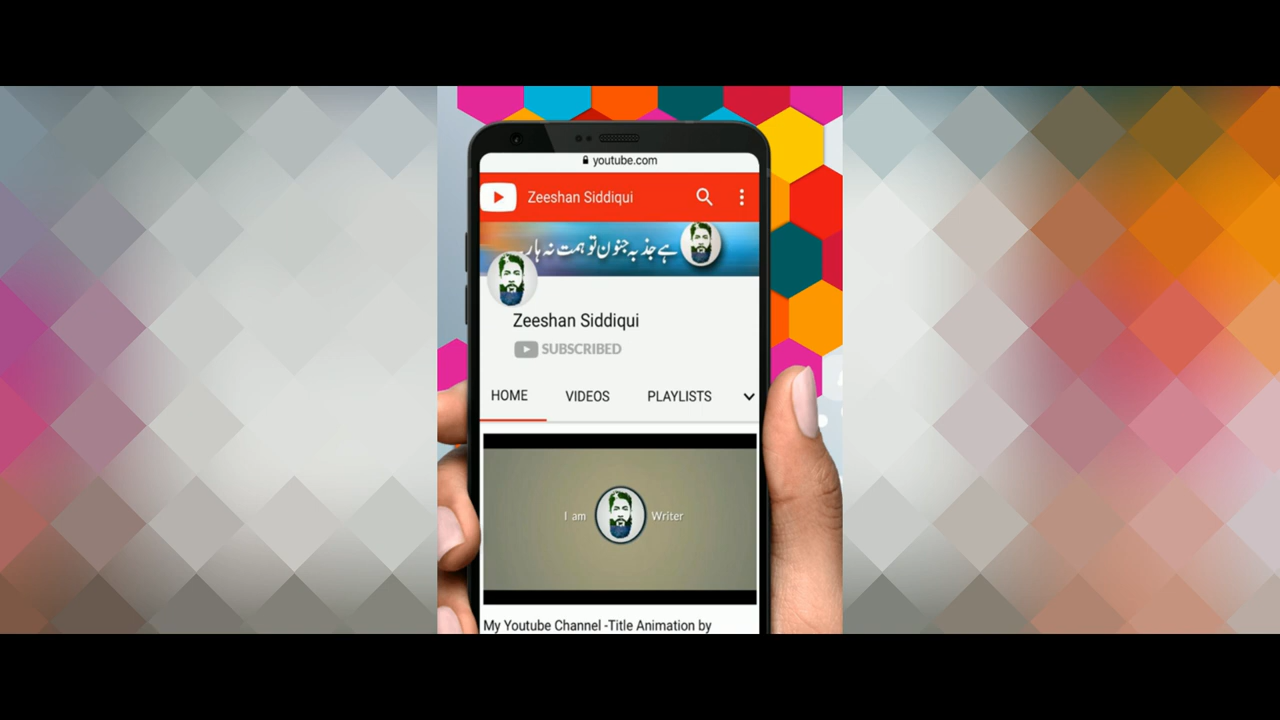 youtube.com
Zeeshan Siddiqui
ہے جذبہ جنون تو ہمت نہ ہار
Zeeshan Siddiqui
SUBSCRIBED
HOME VIDEOS PLAYLISTS
I am Writer
My Youtube Channel -Title Animation by